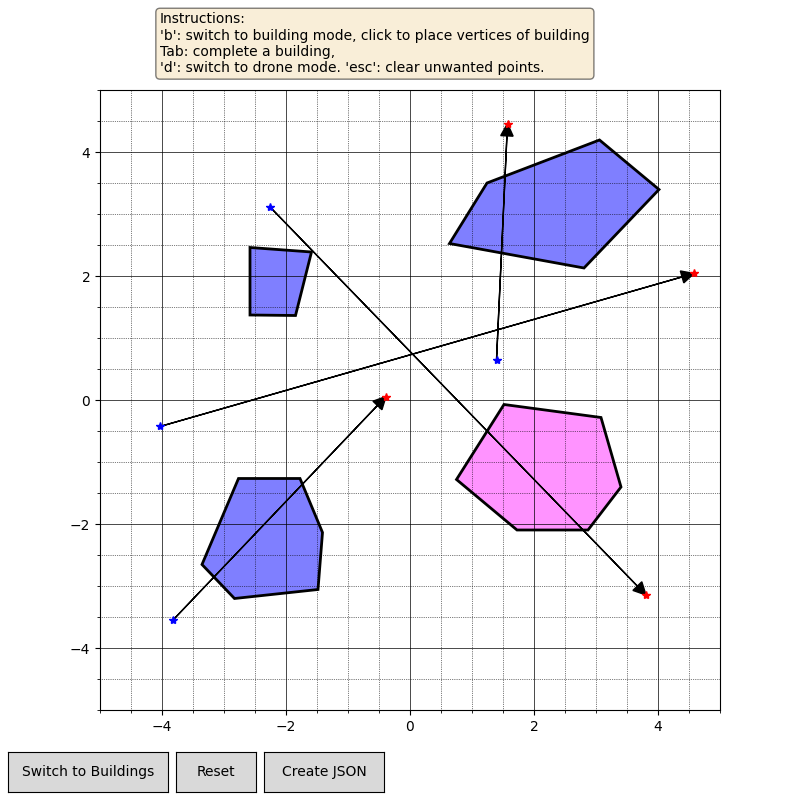 Instructions:
'b': switch to building mode, click to place vertices of building
Tab: complete a building,
'd': switch to drone mode. 'esc': clear unwanted points.
4
2
0
−2
−4
−4 −2 0 2 4
Switch to Buildings Reset Create JSON